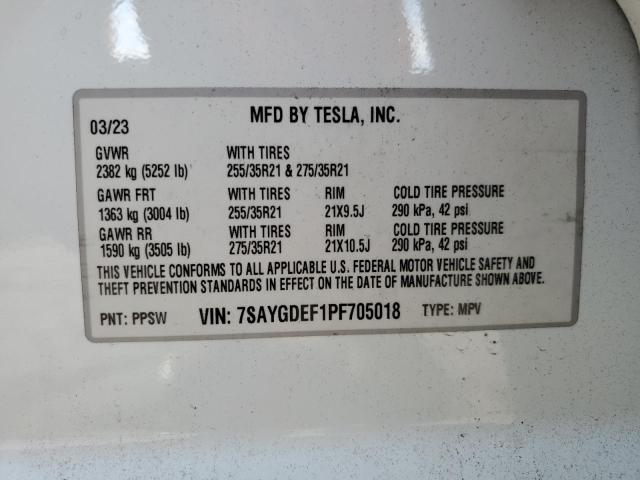 MFD BY TESLA, INC.
03/23
GVWR WITH TIRES
2382 kg (5252 lb) 255/35R21 & 275/35R21
GAWR FRT WITH TIRES RIM COLD TIRE PRESSURE
1363 kg (3004 lb) 255/35R21 21X9.5J 290 kPa, 42 psi
GAWR RR WITH TIRES RIM COLD TIRE PRESSURE
1590 kg (3505 lb) 275/35R21 21X10.5J 290 kPa, 42 psi
THIS VEHICLE CONFORMS TO ALL APPLICABLE U.S. FEDERAL MOTOR VEHICLE SAFETY AND
THEFT PREVENTION STANDARDS IN EFFECT ON THE DATE OF MANUFACTURE SHOWN ABOVE.
PNT: PPSW VIN: 7SAYGDEF1PF705018 TYPE: MPV